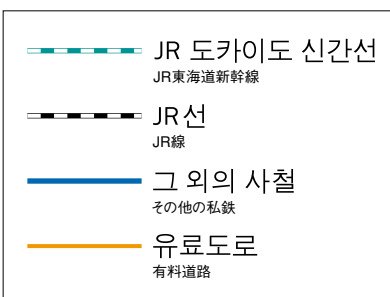 JR 도카이도 신간선
JR東海道新幹線
JR선
JR線
그 외의 사철
その他の私鉄
유료도로
有料道路